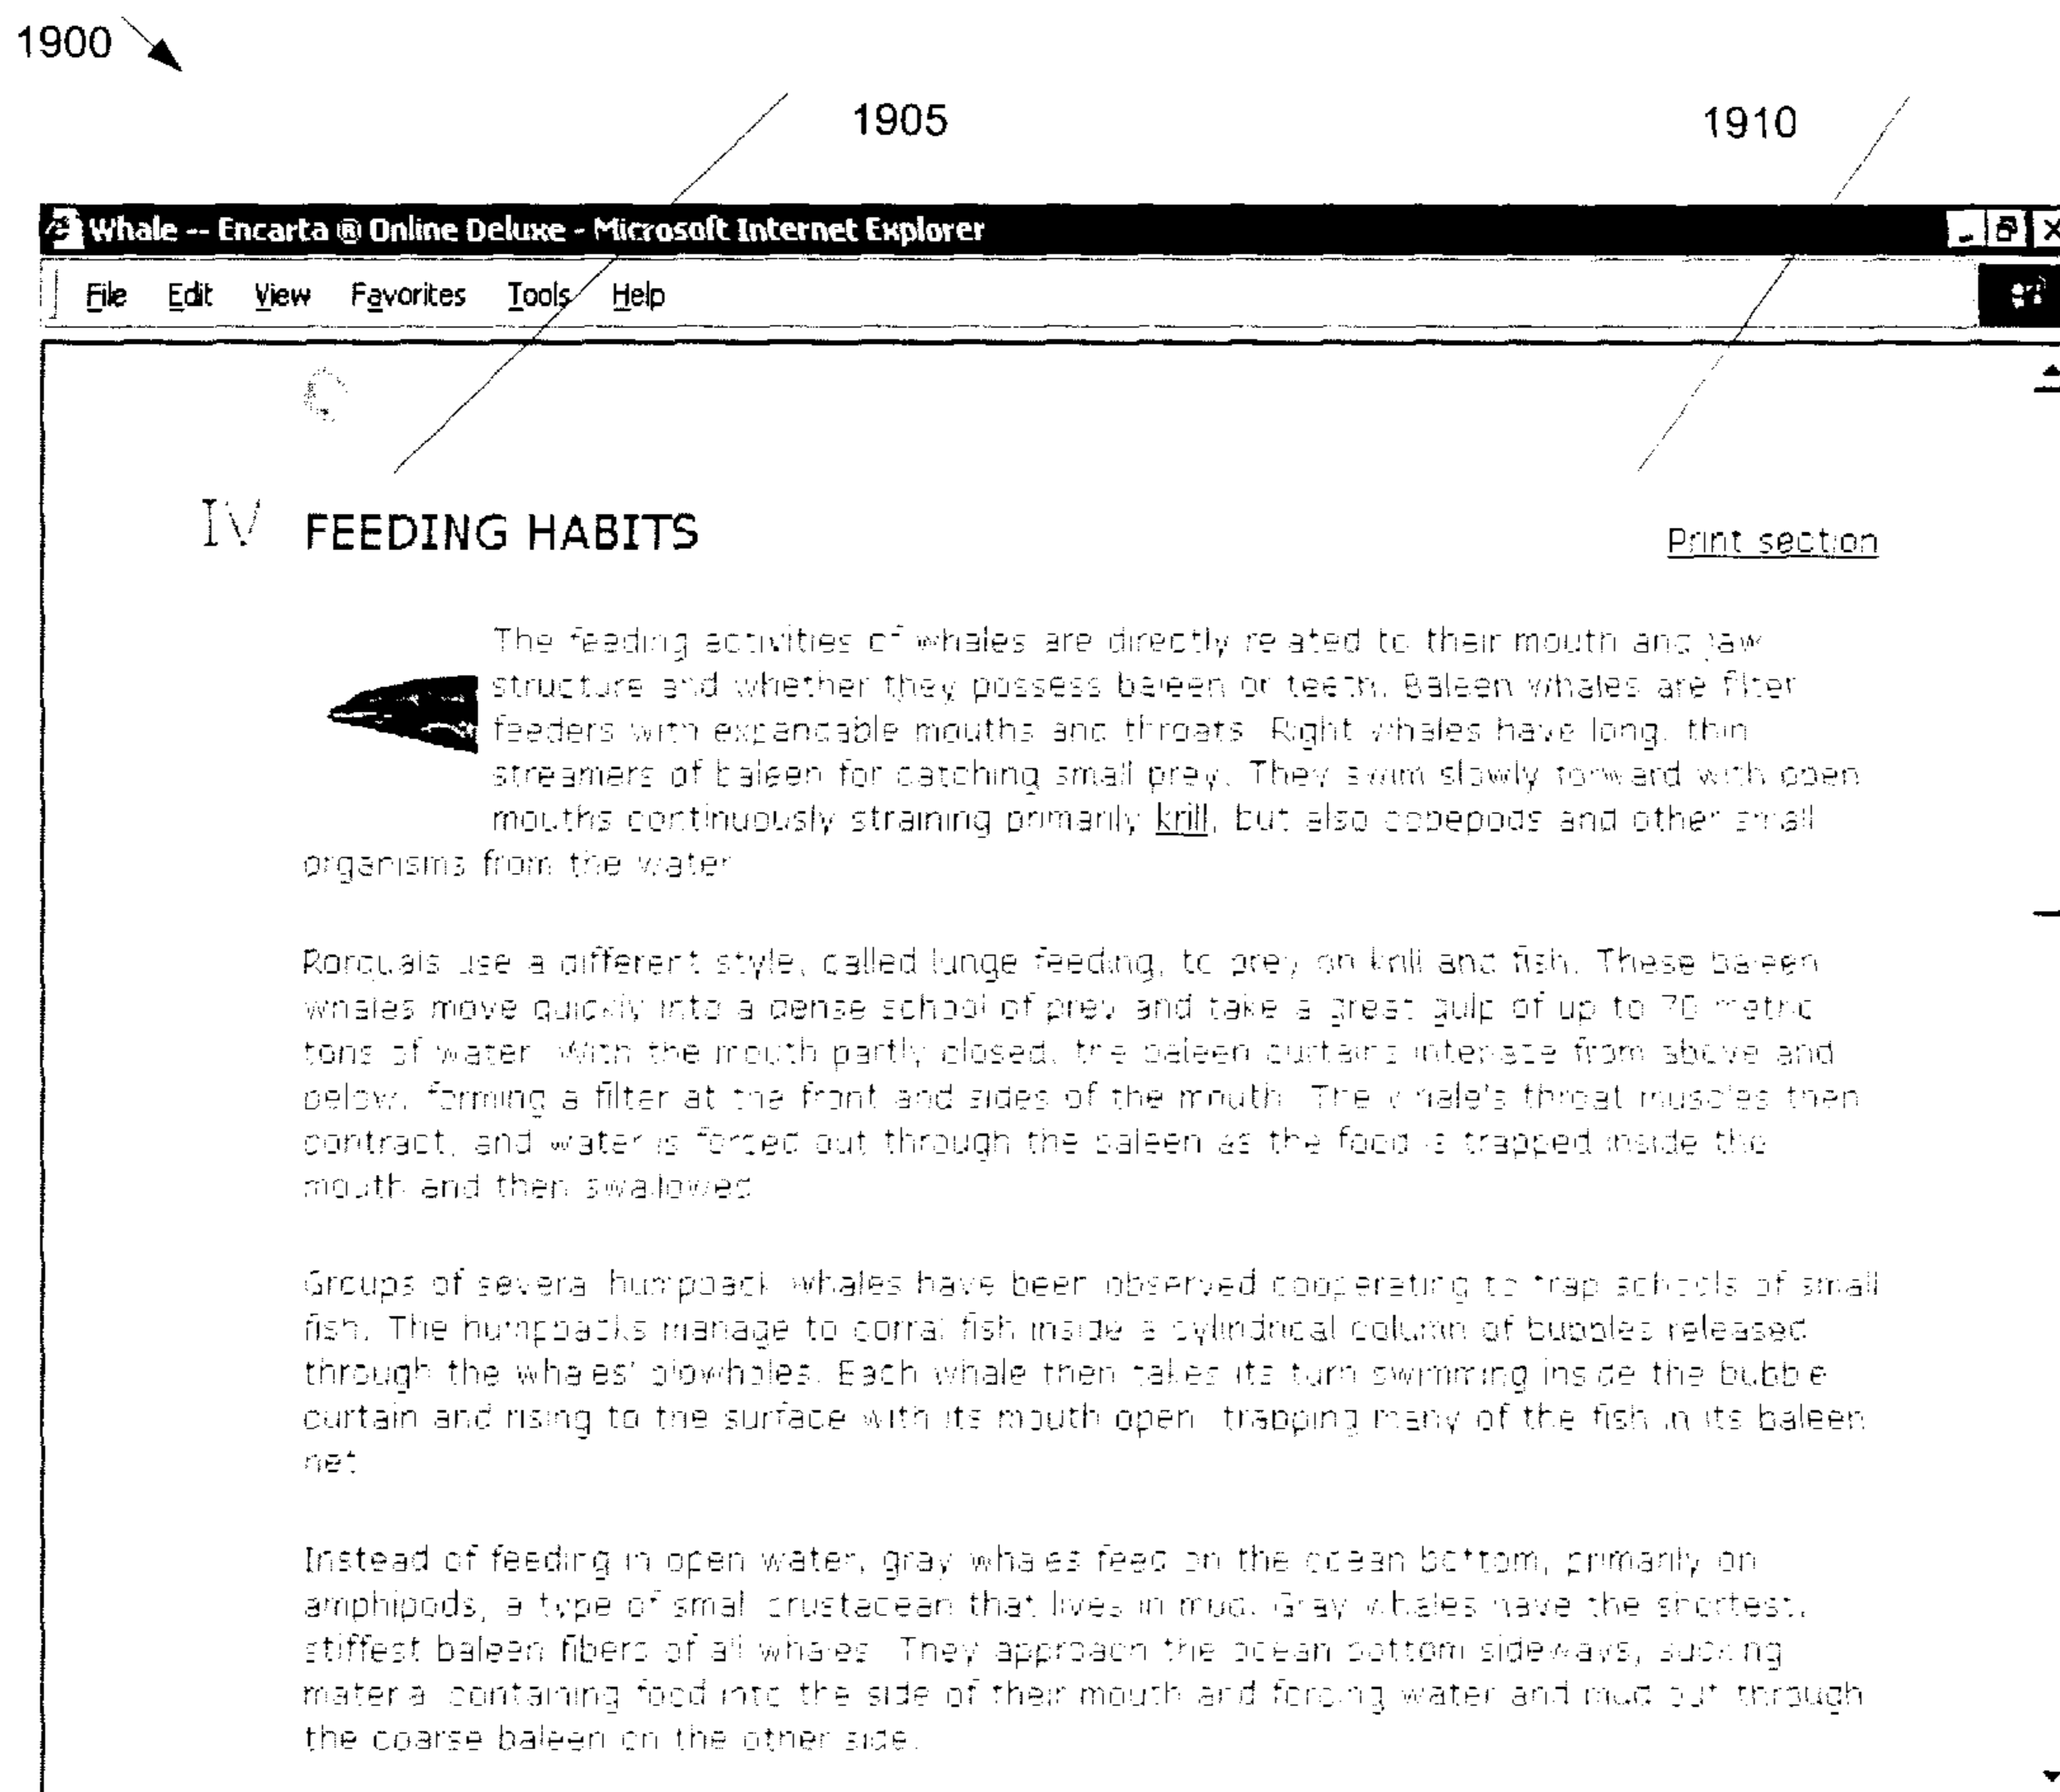 1900
1905
1910
Whale -- Encarta ® Online Deluxe - Microsoft Internet Explorer
File Edit View Favorites Tools Help
IV FEEDING HABITS
Print section
The feeding activities of whales are directly related to their mouth and jaw
structure and whether they possess baleen or teeth. Baleen whales are filter
feeders with expandable mouths and throats. Right whales have long, thin
streamers of baleen for catching small prey. They swim slowly forward with open
mouths continuously straining primarily krill, but also copepods and other small
organisms from the water.
Rorquals use a different style, called lunge feeding, to prey on krill and fish. These baleen
whales move quickly into a dense school of prey and take a great gulp of up to 70 metric
tons of water. With the mouth partly closed, the baleen curtains interlace from above and
below, forming a filter at the front and sides of the mouth. The whale's throat muscles then
contract, and water is forced out through the baleen as the food is trapped inside the
mouth and then swallowed.
Groups of several humpback whales have been observed cooperating to trap schools of small
fish. The humpbacks manage to corral fish inside a cylindrical column of bubbles released
through the whales' blowholes. Each whale then takes its turn swimming inside the bubble
curtain and rising to the surface with its mouth open, trapping many of the fish in its baleen
net.
Instead of feeding in open water, gray whales feed on the ocean bottom, primarily on
amphipods, a type of small crustacean that lives in mud. Gray whales have the shortest,
stiffest baleen fibers of all whales. They approach the ocean bottom sideways, sucking
material containing food into the side of their mouth and forcing water and mud out through
the coarse baleen on the other side.